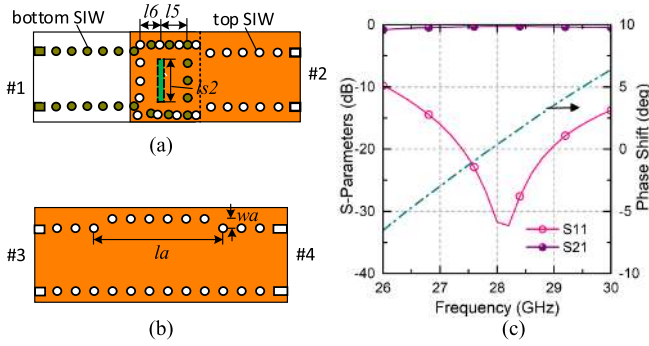 bottom SIW
l6
l5
top SIW
#1
#2
ls2
(a)
wa
#3
la
#4
(b)
S-Parameters (dB)
0
-10
-20
-30
-40
S11
S21
26
27
28
29
30
Frequency (GHz)
10
5
0
-5
-10
Phase Shift (deg)
(c)